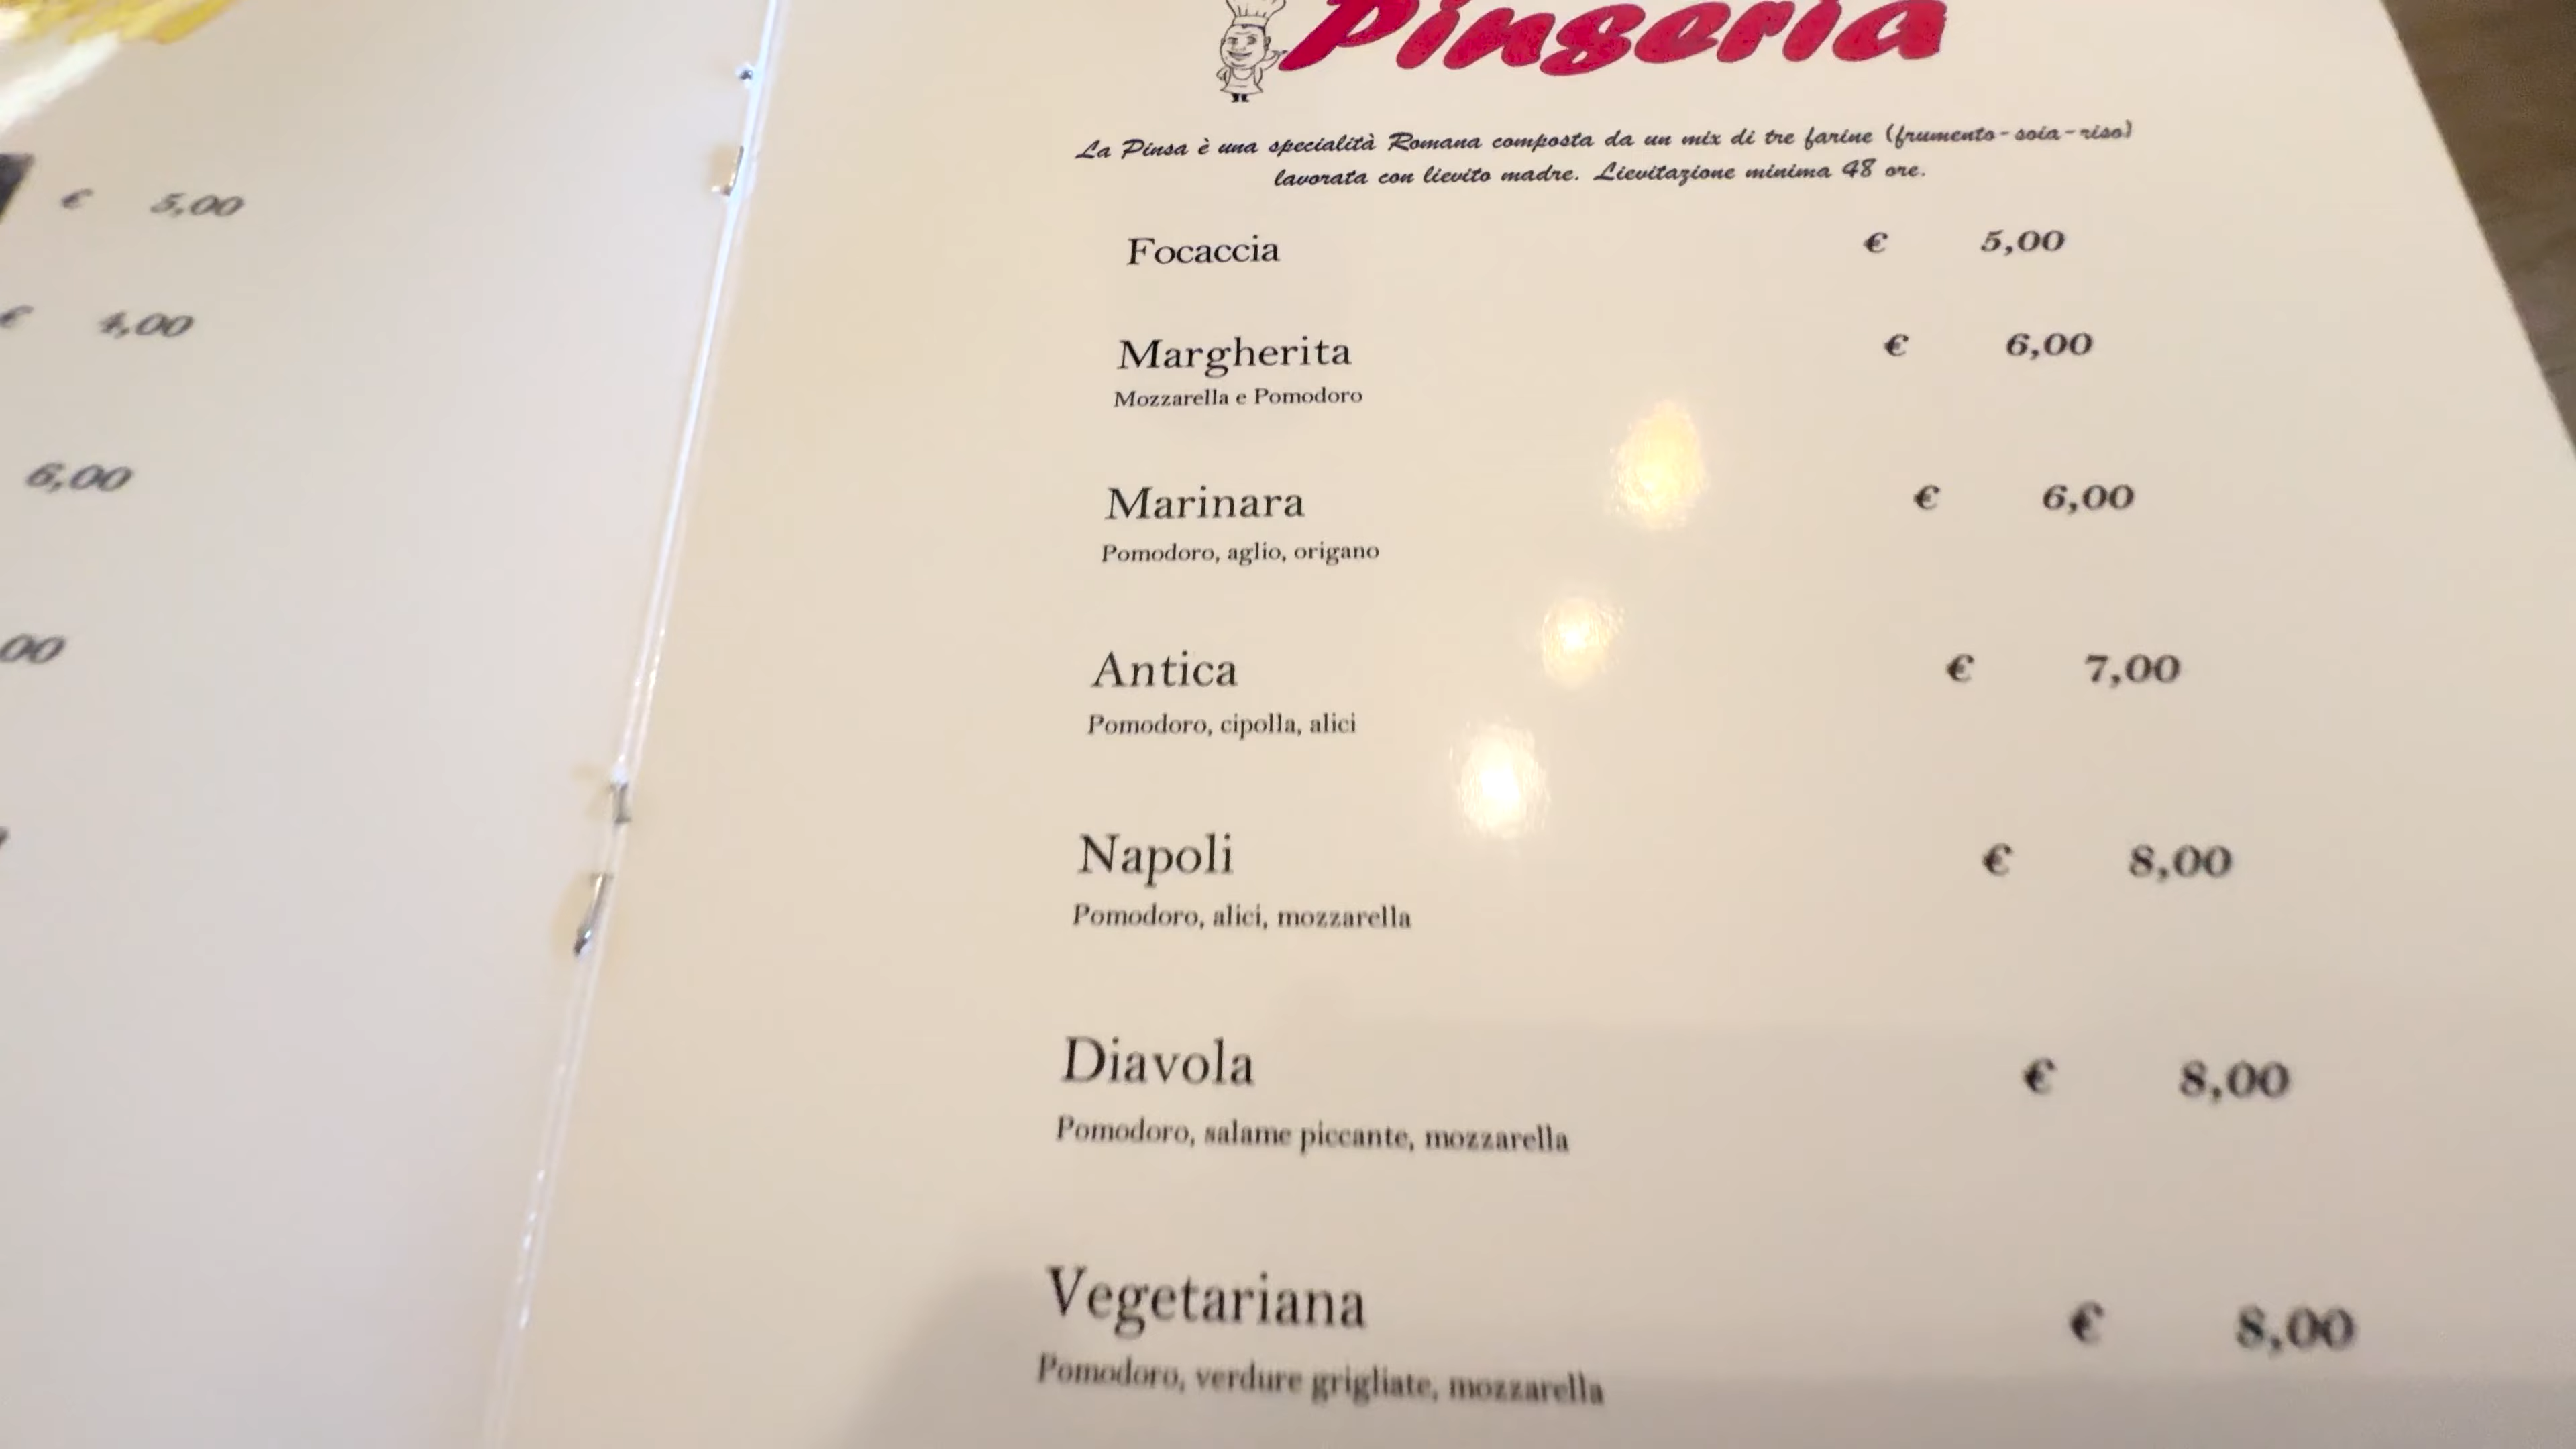 € 5,00
€ 4,00
6,00
00
Pinseria
La Pinsa è una specialità Romana composta da un mix di tre farine (frumento-soia-riso)
lavorata con lievito madre. Lievitazione minima 48 ore.
Focaccia € 5,00
Margherita € 6,00
Mozzarella e Pomodoro
Marinara € 6,00
Pomodoro, aglio, origano
Antica € 7,00
Pomodoro, cipolla, alici
Napoli € 8,00
Pomodoro, alici, mozzarella
Diavola € 8,00
Pomodoro, salame piccante, mozzarella
Vegetariana € 8,00
Pomodoro, verdure grigliate, mozzarella